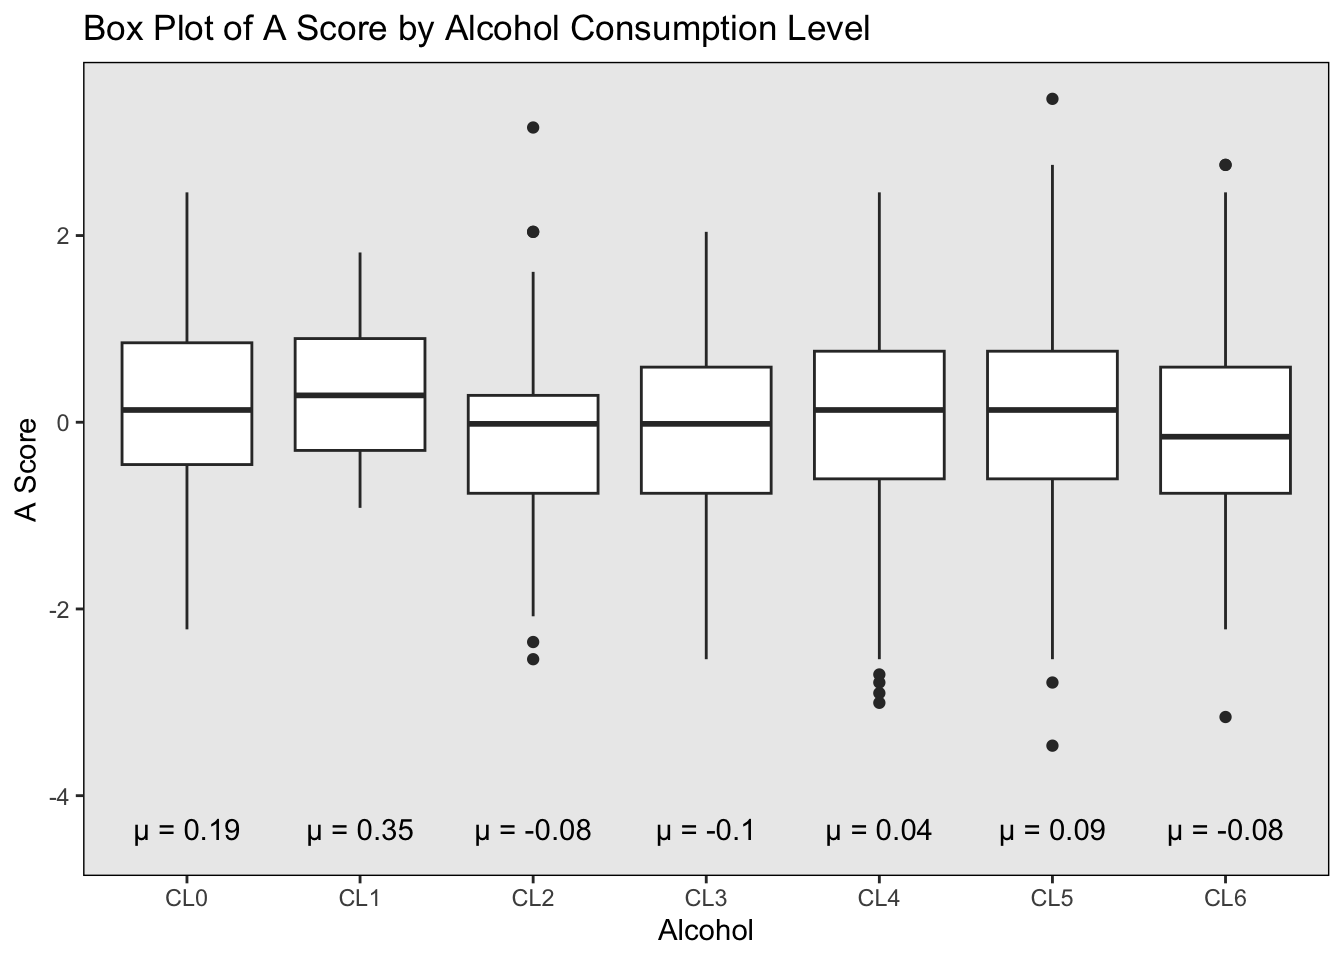 Box Plot of A Score by Alcohol Consumption Level
A Score
2
0
-2
-4
μ = 0.19 μ = 0.35 μ = -0.08 μ = -0.1 μ = 0.04 μ = 0.09 μ = -0.08
CL0 CL1 CL2 CL3 CL4 CL5 CL6
Alcohol